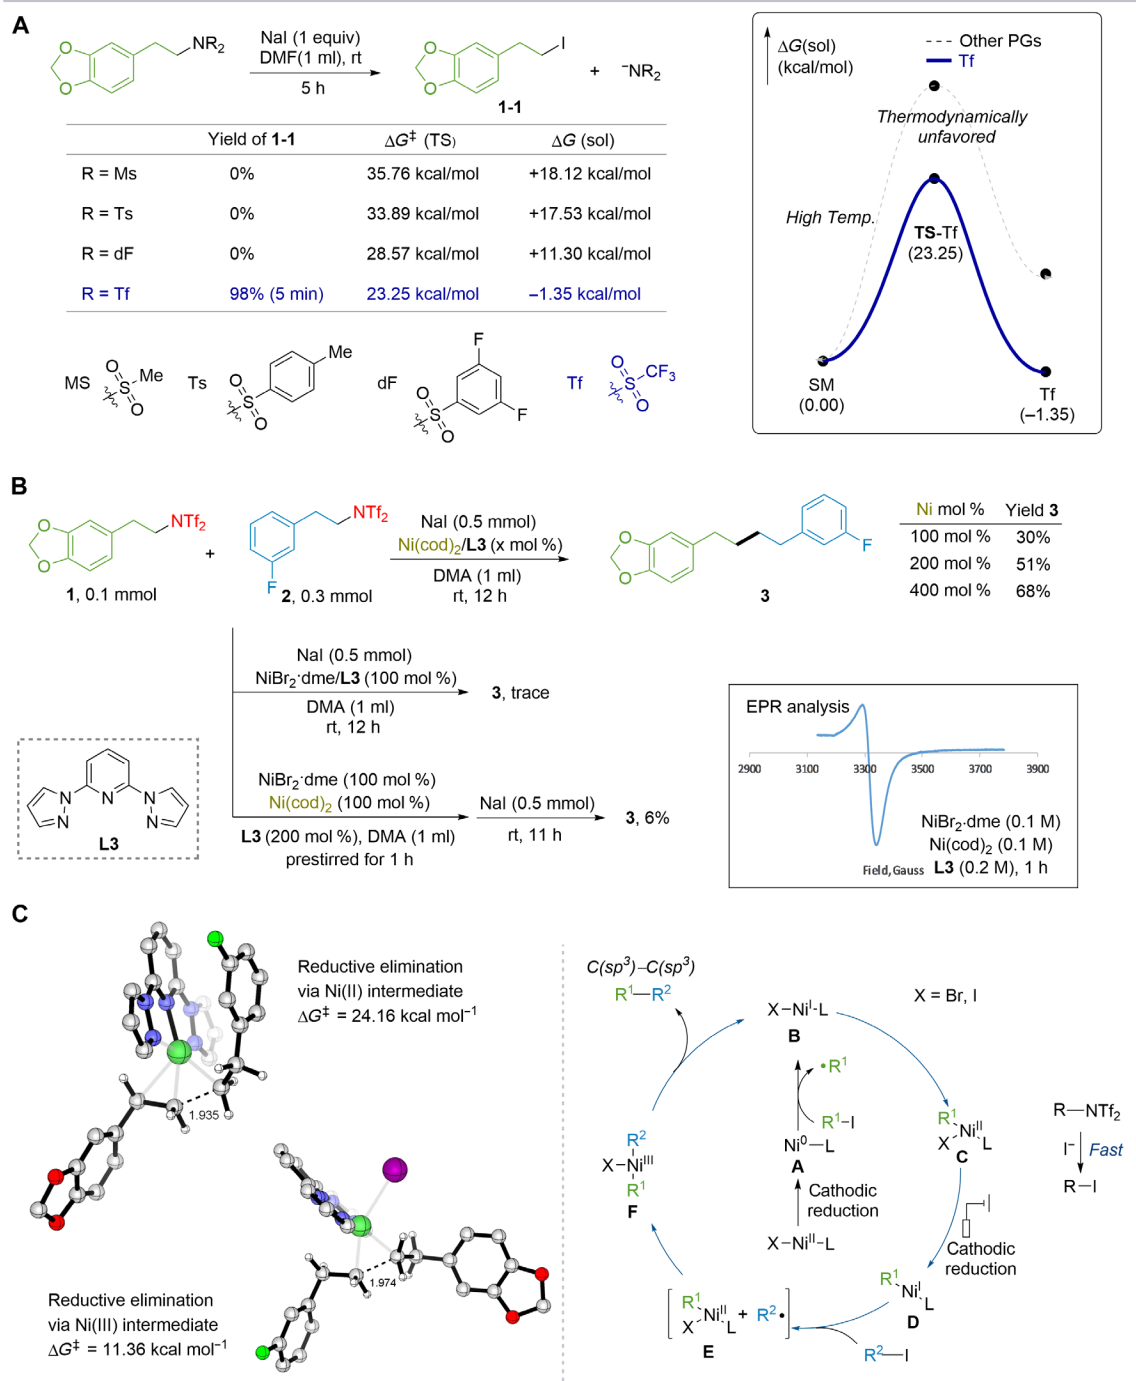 A
NR2
NaI (1 equiv)
DMF(1 ml), rt
5 h
I
1-1
+
⁻NR2
O
O
O
O
Yield of 1-1
ΔG‡ (TS)
ΔG (sol)
R = Ms
0%
35.76 kcal/mol
+18.12 kcal/mol
R = Ts
0%
33.89 kcal/mol
+17.53 kcal/mol
R = dF
0%
28.57 kcal/mol
+11.30 kcal/mol
R = Tf
98% (5 min)
23.25 kcal/mol
–1.35 kcal/mol
MS
O
S
Me
O
Ts
O
S
O
Me
dF
F
F
O
S
O
Tf
O
S
CF3
O
ΔG(sol)
(kcal/mol)
Other PGs
Tf
Thermodynamically
unfavored
High Temp.
TS-Tf
(23.25)
SM
(0.00)
Tf
(–1.35)
B
O
O
NTf2
1, 0.1 mmol
+
NTf2
F
2, 0.3 mmol
NaI (0.5 mmol)
Ni(cod)2/L3 (x mol %)
DMA (1 ml)
rt, 12 h
O
O
F
3
Ni mol %
Yield 3
100 mol %
30%
200 mol %
51%
400 mol %
68%
NaI (0.5 mmol)
NiBr2·dme/L3 (100 mol %)
DMA (1 ml)
rt, 12 h
3, trace
N
N
N
N
N
L3
NiBr2·dme (100 mol %)
Ni(cod)2 (100 mol %)
L3 (200 mol %), DMA (1 ml)
prestirred for 1 h
NaI (0.5 mmol)
rt, 11 h
3, 6%
EPR analysis
2900
3100
3300
3500
3700
3900
NiBr2·dme (0.1 M)
Ni(cod)2 (0.1 M)
Field, Gauss
L3 (0.2 M), 1 h
C
Reductive elimination
via Ni(II) intermediate
ΔG‡ = 24.16 kcal mol⁻¹
1.935
1.974
Reductive elimination
via Ni(III) intermediate
ΔG‡ = 11.36 kcal mol⁻¹
C(sp³)–C(sp³)
R¹—R²
X–Niᴵ-L
B
X = Br, I
•R¹
R¹–I
Ni⁰—L
A
Cathodic
reduction
X–Niᴵᴵ–L
R¹
X
Niᴵᴵ
L
C
R—NTf2
I⁻
Fast
R–I
Cathodic
reduction
R¹
Niᴵ
L
D
R²—I
R¹
X
Niᴵᴵ
L
+ R²•
E
R²
X–Niᴵᴵᴵ
R¹
F